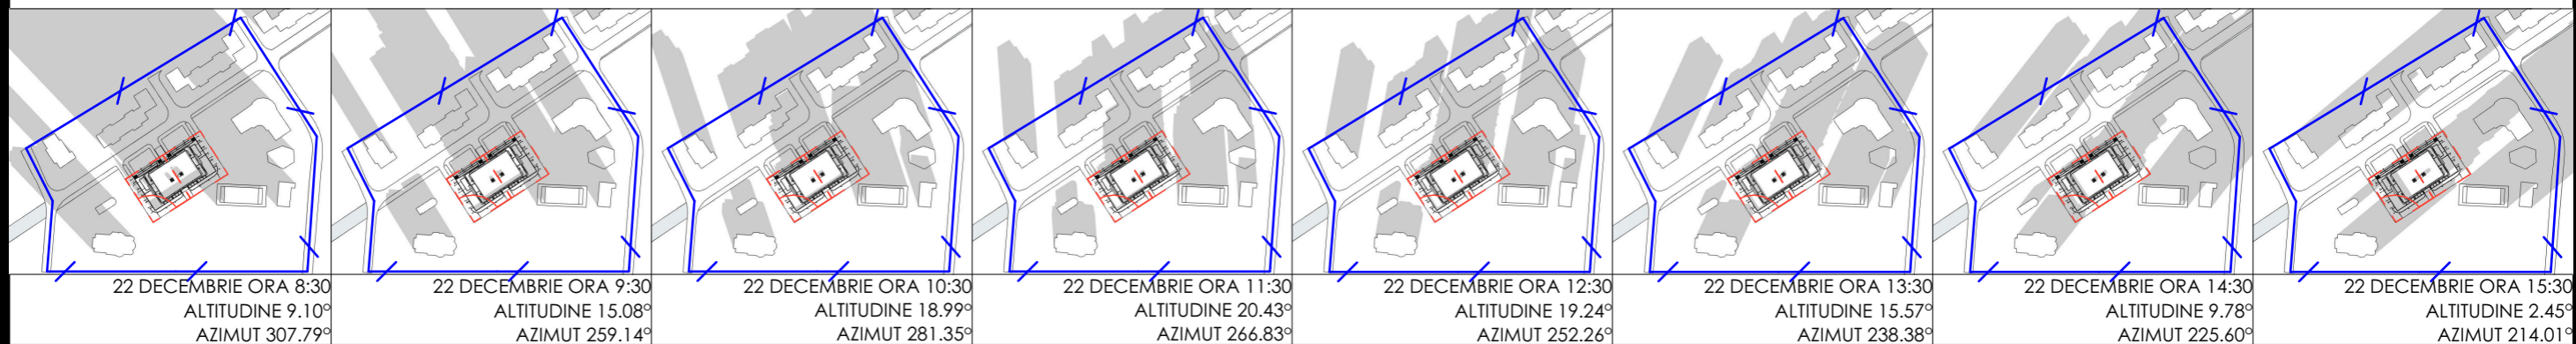 22 DECEMBRIE ORA 8:30
ALTITUDINE 9.10°
AZIMUT 307.79°
22 DECEMBRIE ORA 9:30
ALTITUDINE 15.08°
AZIMUT 259.14°
22 DECEMBRIE ORA 10:30
ALTITUDINE 18.99°
AZIMUT 281.35°
22 DECEMBRIE ORA 11:30
ALTITUDINE 20.43°
AZIMUT 266.83°
22 DECEMBRIE ORA 12:30
ALTITUDINE 19.24°
AZIMUT 252.26°
22 DECEMBRIE ORA 13:30
ALTITUDINE 15.57°
AZIMUT 238.38°
22 DECEMBRIE ORA 14:30
ALTITUDINE 9.78°
AZIMUT 225.60°
22 DECEMBRIE ORA 15:30
ALTITUDINE 2.45°
AZIMUT 214.01°